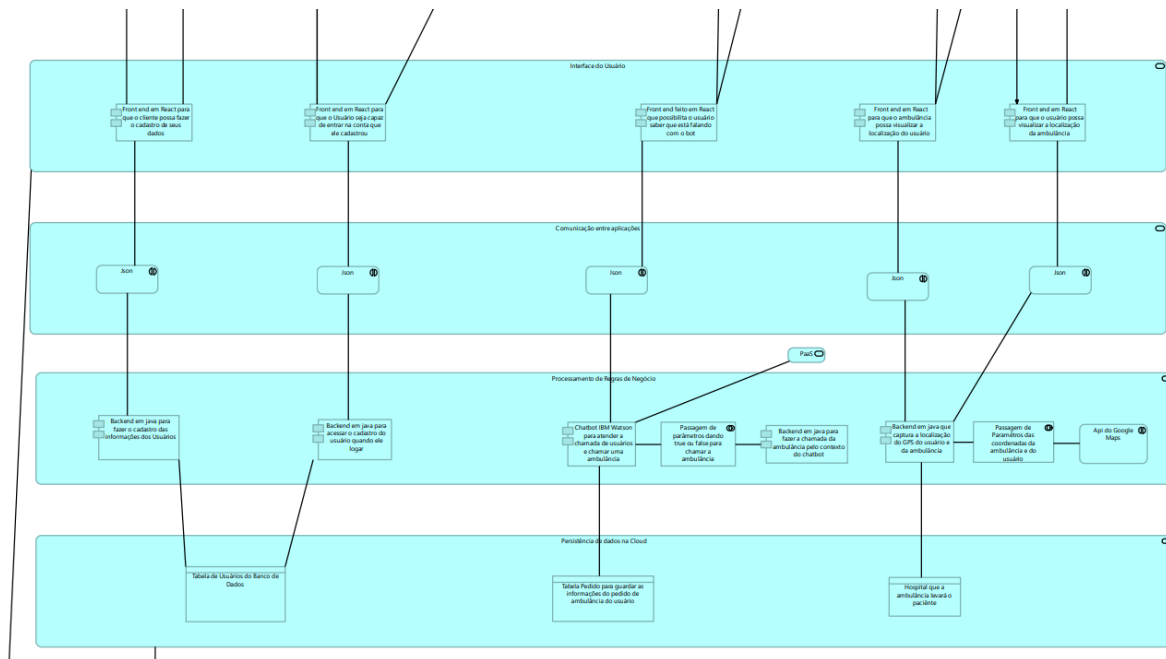 Interface do Usuário
Front end em React para
que o cliente possa fazer
o cadastro de seus
dados
Front end em React para
que o Usuário seja capaz
de entrar na conta que
ele cadastrou
Front end feito em React
que possibilita o usuário
saber que está falando
com o bot
Front end em React
para que o ambulância
possa visualizar a
localização do usuário
Front end em React
para que o usuário possa
visualizar a localização
da ambulância
Comunicação entre aplicações
Json
Json
Json
Json
Json
PaaS
Processamento de Regras de Negócio
Backend em java para
fazer o cadastro das
informações dos Usuários
Backend em java para
acessar o cadastro do
usuário quando ele
logar
Chatbot IBM Watson
para atender a
chamada de usuários
e chamar uma
ambulância
Passagem de
parâmetros dando
true ou false para
chamar a
ambulância
Backend em java para
fazer a chamada da
ambulância pelo contexto
do chatbot
Backend em java que
captura a localização
do GPS do usuário e
da ambulância
Passagem de
Paramétros das
coordenadas da
ambulância e do
usuário
Api do Google
Maps
Persistência de dados na Cloud
Tabela de Usuários do Banco de
Dados
Tabela Pedido para guardar as
informações do pedido de
ambulância do usuário
Hospital que a
ambulância levará o
paciênte